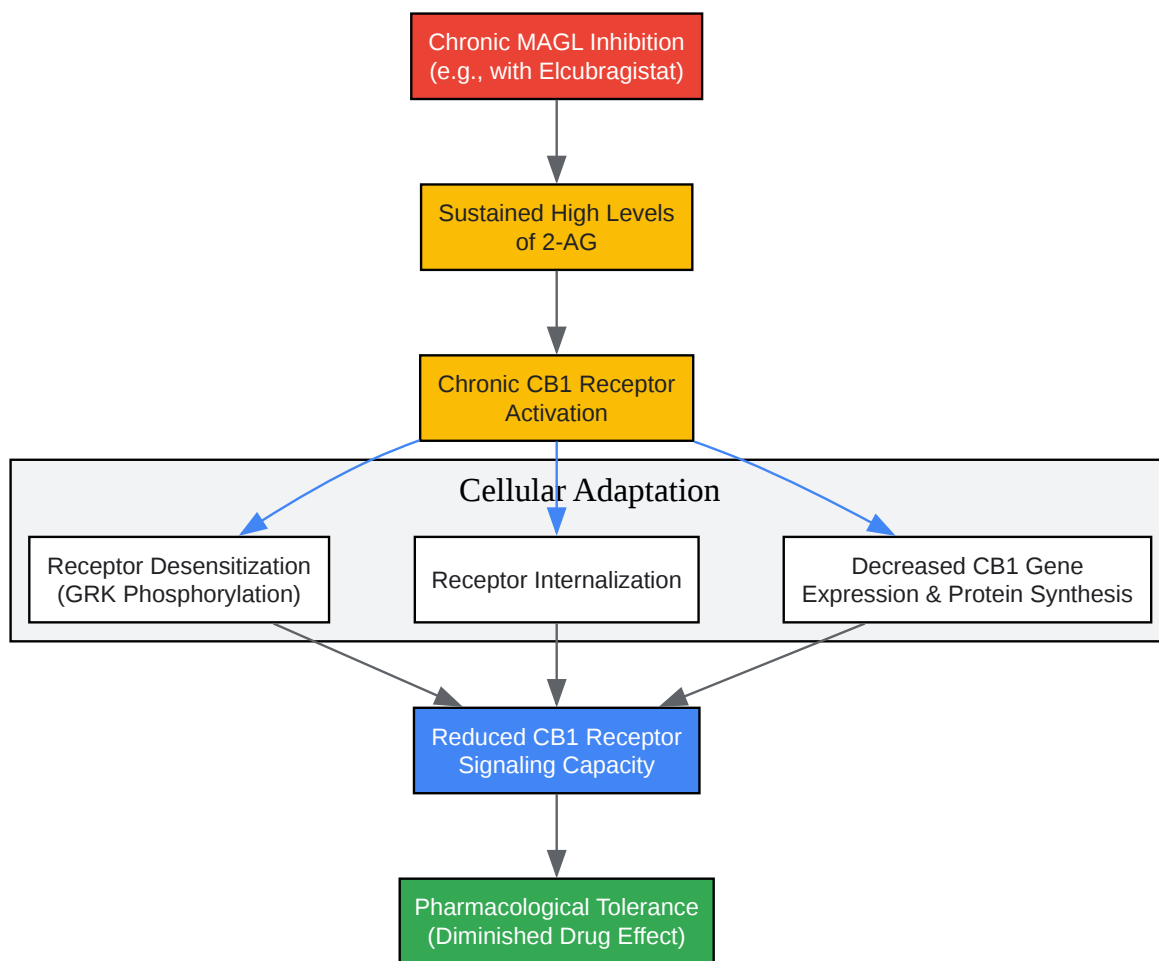 Chronic MAGL Inhibition
(e.g., with Elcubragistat)
Sustained High Levels
of 2-AG
Chronic CB1 Receptor
Activation
Cellular Adaptation
Receptor Desensitization
(GRK Phosphorylation)
Receptor Internalization
Decreased CB1 Gene
Expression & Protein Synthesis
Reduced CB1 Receptor
Signaling Capacity
Pharmacological Tolerance
(Diminished Drug Effect)